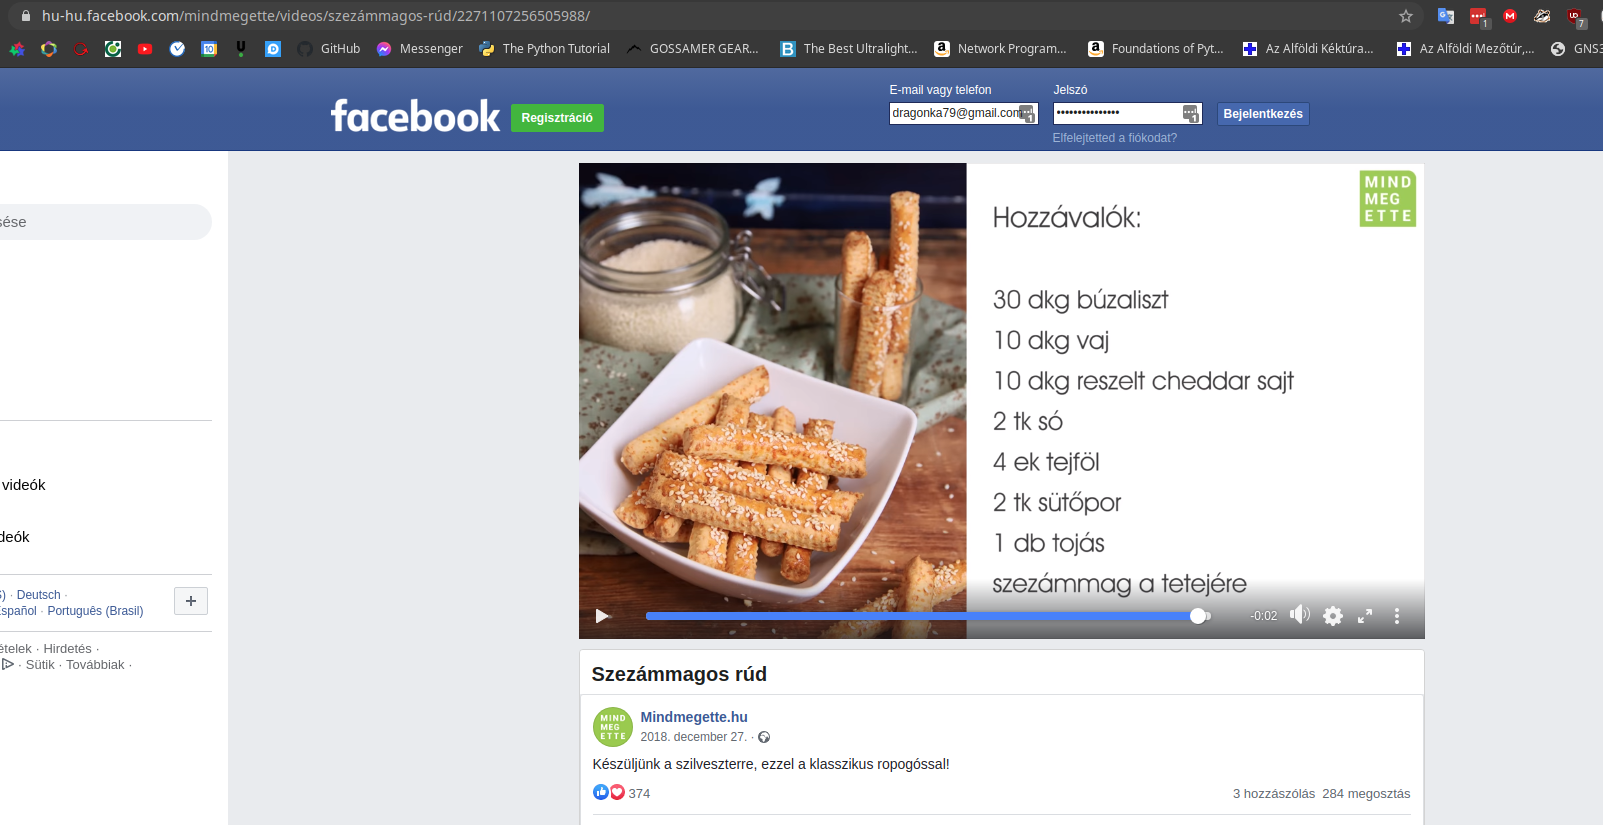 hu-hu.facebook.com/mindmegette/videos/szezámmagos-rúd/2271107256505988/
GitHub
Messenger
The Python Tutorial
GOSSAMER GEAR...
The Best Ultralight...
Network Program...
Foundations of Pyt...
Az Alföldi Kéktúra...
Az Alföldi Mezőtúr,...
GNS3
facebook
Regisztráció
E-mail vagy telefon
Jelszó
dragonka79@gmail.com
•••••••••••••••
Bejelentkezés
Elfelejtetted a fiókodat?
sése
videók
deók
S) · Deutsch ·
spañol · Português (Brasil)
+
ételek · Hirdetés ·
· Sütik · Továbbiak ·
MIND
MEG
ETTE
Hozzávalók:
30 dkg búzaliszt
10 dkg vaj
10 dkg reszelt cheddar sajt
2 tk só
4 ek tejföl
2 tk sütőpor
1 db tojás
szezámmag a tetejére
-0:02
Szezámmagos rúd
MIND
MEG
ETTE
Mindmegette.hu
2018. december 27. ·
Készüljünk a szilveszterre, ezzel a klasszikus ropogóssal!
374
3 hozzászólás 284 megosztás